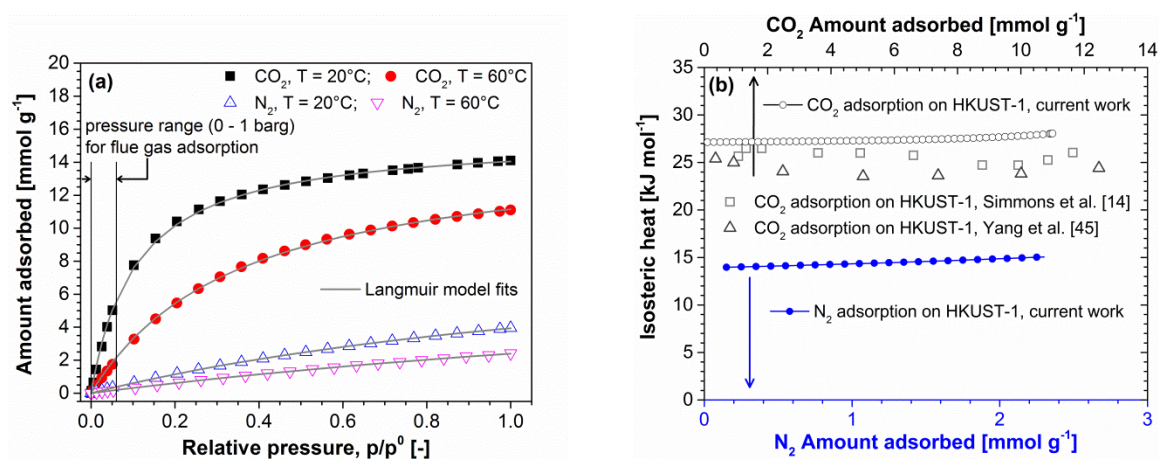 (a)
CO2, T = 20°C; CO2, T = 60°C
N2, T = 20°C; N2, T = 60°C
pressure range (0 - 1 barg)
for flue gas adsorption
Langmuir model fits
Amount adsorbed [mmol g-1]
20
18
16
14
12
10
8
6
4
2
0
0.0 0.2 0.4 0.6 0.8 1.0
Relative pressure, p/p0 [-]
CO2 Amount adsorbed [mmol g-1]
0 2 4 6 8 10 12 14
(b)
CO2 adsorption on HKUST-1, current work
CO2 adsorption on HKUST-1, Simmons et al. [14]
CO2 adsorption on HKUST-1, Yang et al. [45]
N2 adsorption on HKUST-1, current work
Isosteric heat [kJ mol-1]
35
30
25
20
15
10
5
0
0 1 2 3
N2 Amount adsorbed [mmol g-1]